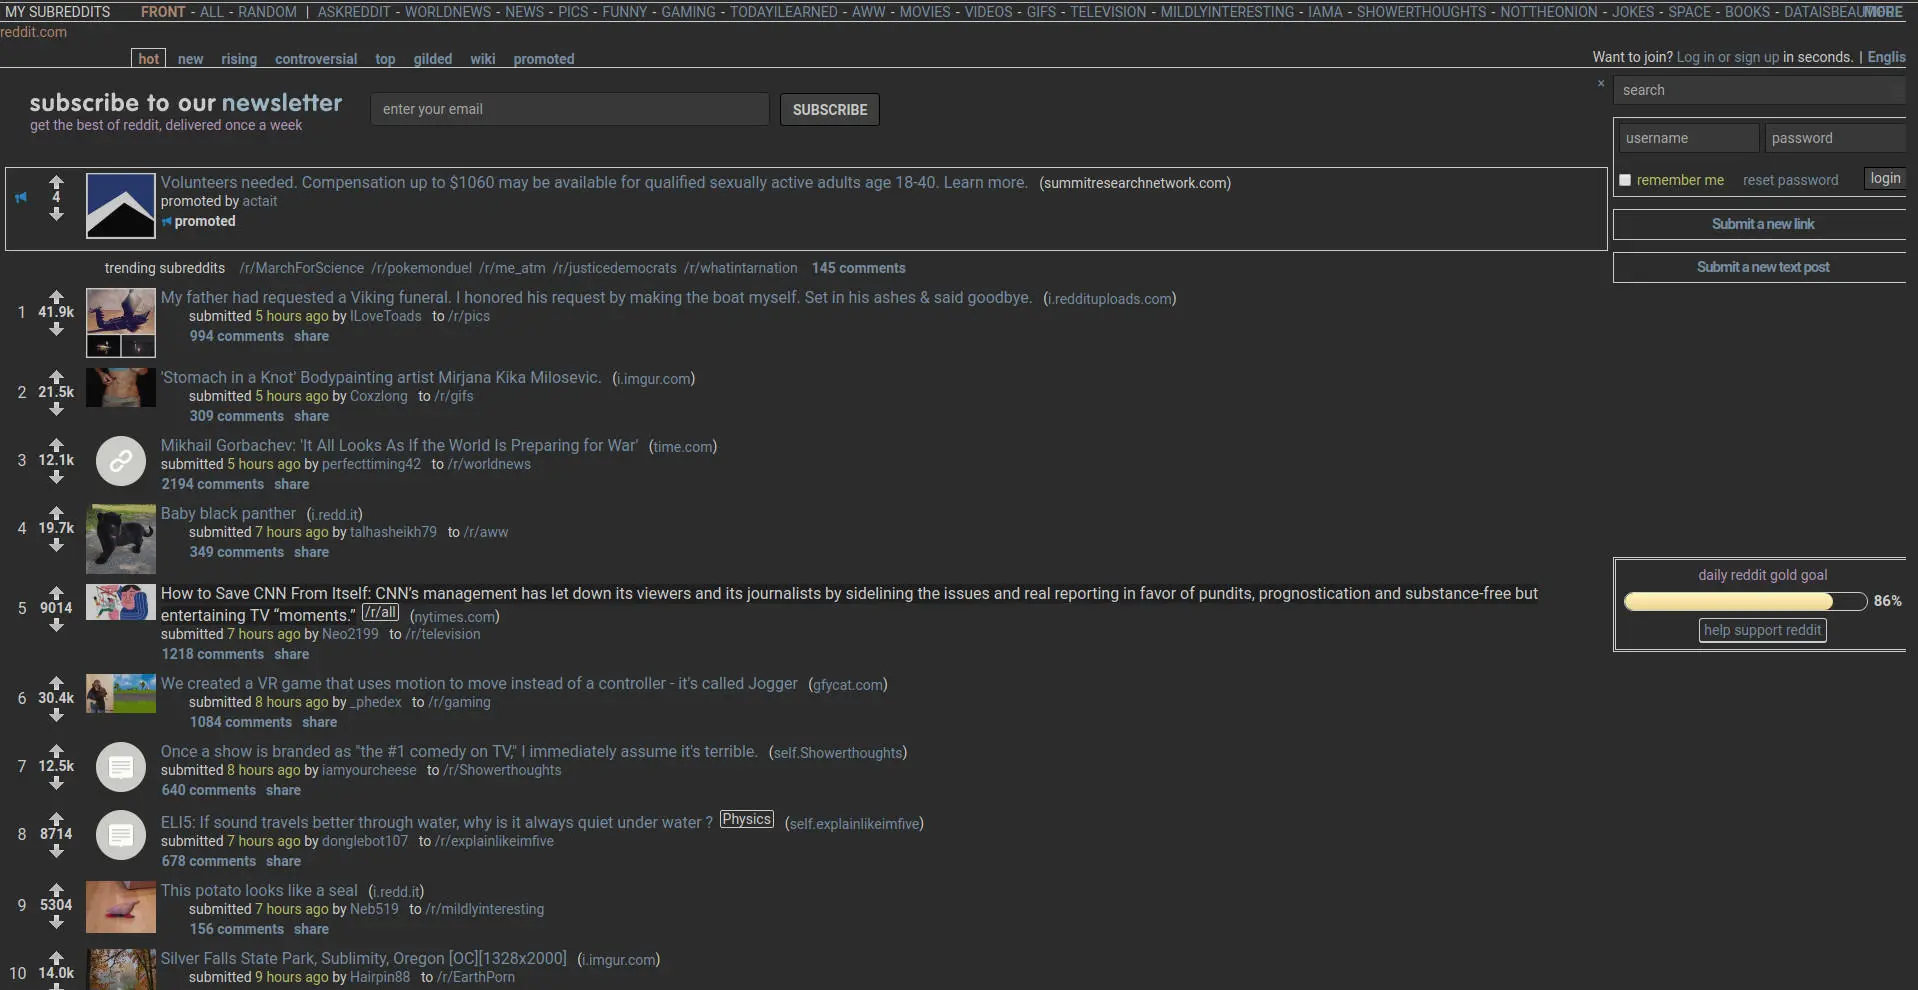 MY SUBREDDITS FRONT - ALL - RANDOM | ASKREDDIT - WORLDNEWS - NEWS - PICS - FUNNY - GAMING - TODAYILEARNED - AWW - MOVIES - VIDEOS - GIFS - TELEVISION - MILDLYINTERESTING - IAMA - SHOWERTHOUGHTS - NOTTHEONION - JOKES - SPACE - BOOKS - MORE
reddit.com
hot new rising controversial top gilded wiki promoted
Want to join? Log in or sign up in seconds. | Englis
subscribe to our newsletter
get the best of reddit, delivered once a week
enter your email SUBSCRIBE
×
search
username password
remember me reset password login
Submit a new link
Submit a new text post
4
Volunteers needed. Compensation up to $1060 may be available for qualified sexually active adults age 18-40. Learn more. (summitresearchnetwork.com)
promoted by actait
promoted
trending subreddits /r/MarchForScience /r/pokemonduel /r/me_atm /r/justicedemocrats /r/whatintarnation 145 comments
1 41.9k
My father had requested a Viking funeral. I honored his request by making the boat myself. Set in his ashes & said goodbye. (i.reddituploads.com)
submitted 5 hours ago by ILoveToads to /r/pics
994 comments share
2 21.5k
'Stomach in a Knot' Bodypainting artist Mirjana Kika Milosevic. (i.imgur.com)
submitted 5 hours ago by Coxzlong to /r/gifs
309 comments share
3 12.1k
Mikhail Gorbachev: 'It All Looks As If the World Is Preparing for War' (time.com)
submitted 5 hours ago by perfecttiming42 to /r/worldnews
2194 comments share
4 19.7k
Baby black panther (i.redd.it)
submitted 7 hours ago by talhasheikh79 to /r/aww
349 comments share
5 9014
How to Save CNN From Itself: CNN’s management has let down its viewers and its journalists by sidelining the issues and real reporting in favor of pundits, prognostication and substance-free but
entertaining TV “moments.” /r/all (nytimes.com)
submitted 7 hours ago by Neo2199 to /r/television
1218 comments share
6 30.4k
We created a VR game that uses motion to move instead of a controller - it's called Jogger (gfycat.com)
submitted 8 hours ago by _phedex to /r/gaming
1084 comments share
7 12.5k
Once a show is branded as "the #1 comedy on TV," I immediately assume it's terrible. (self.Showerthoughts)
submitted 8 hours ago by iamyourcheese to /r/Showerthoughts
640 comments share
8 8714
ELI5: If sound travels better through water, why is it always quiet under water ? Physics (self.explainlikeimfive)
submitted 7 hours ago by donglebot107 to /r/explainlikeimfive
678 comments share
9 5304
This potato looks like a seal (i.redd.it)
submitted 7 hours ago by Neb519 to /r/mildlyinteresting
156 comments share
10 14.0k
Silver Falls State Park, Sublimity, Oregon [OC][1328x2000] (i.imgur.com)
submitted 9 hours ago by Hairpin88 to /r/EarthPorn
daily reddit gold goal
86%
help support reddit